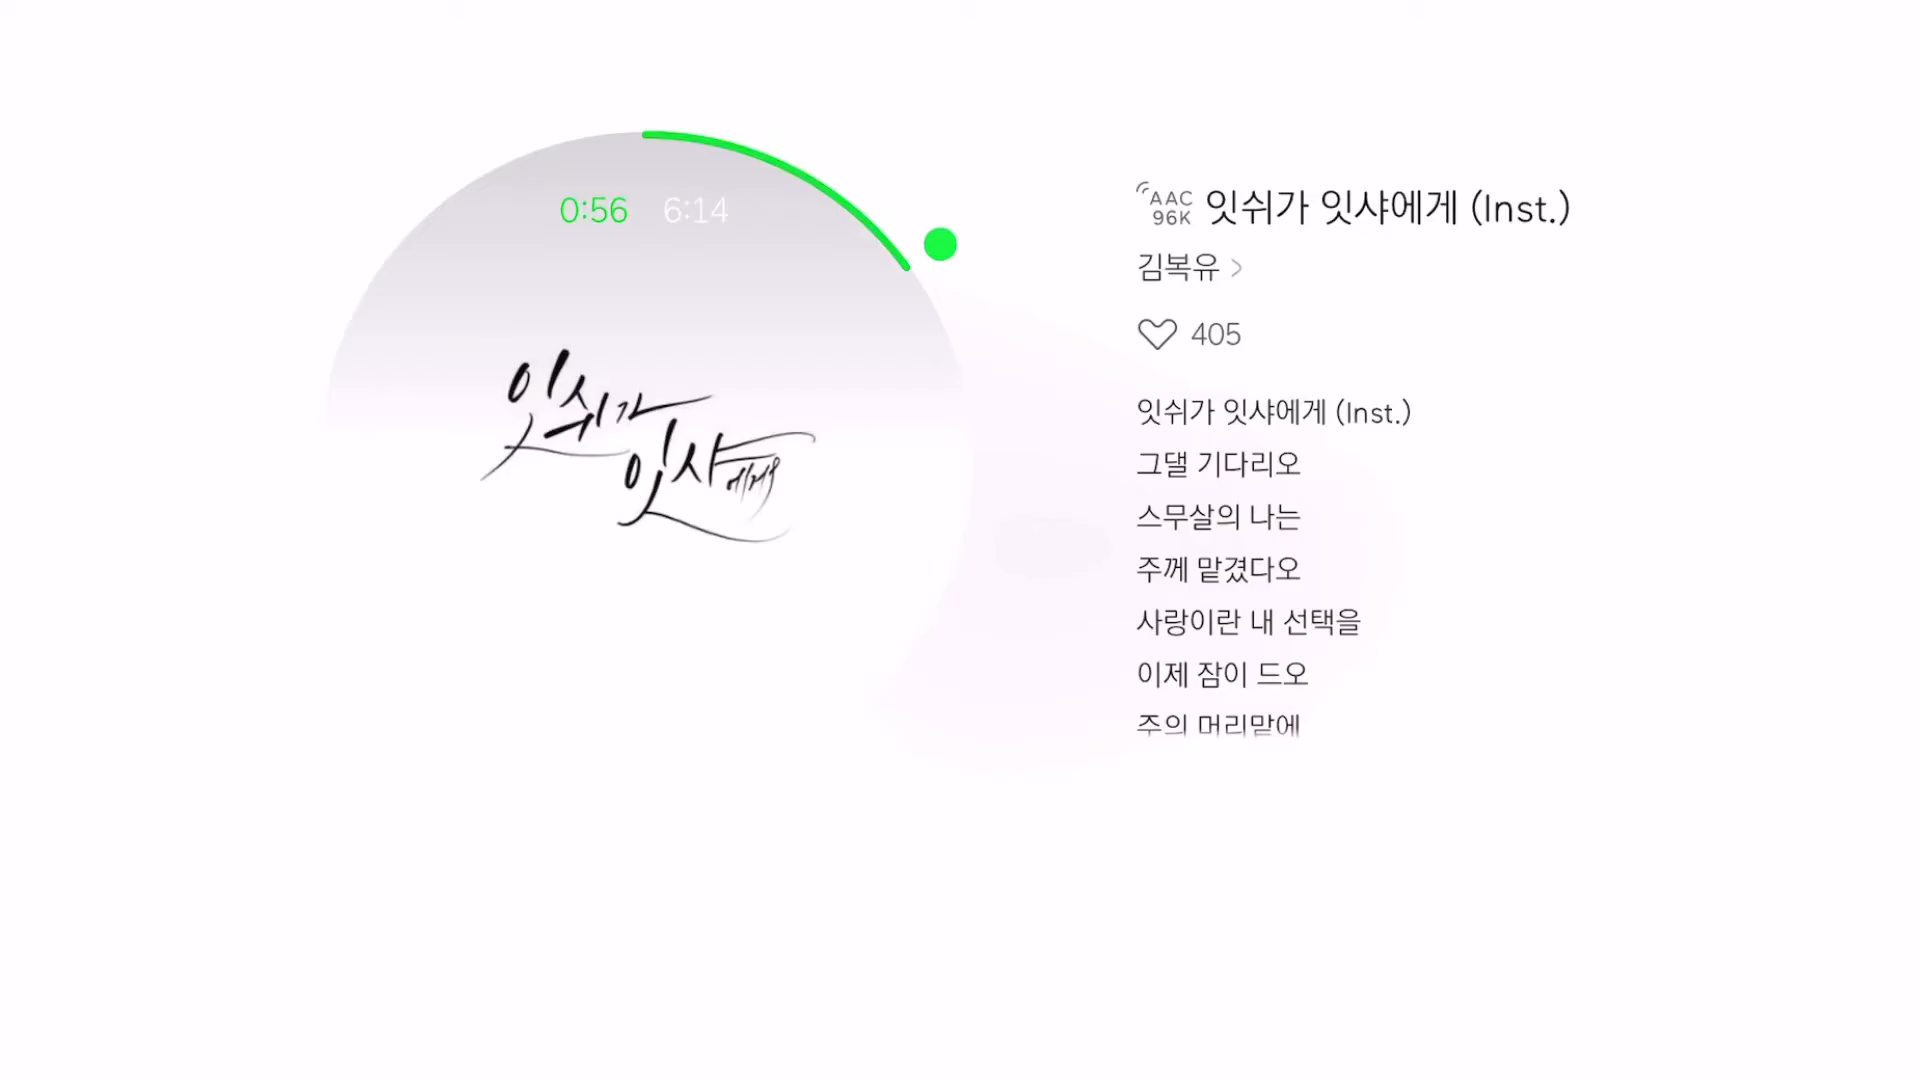 0:56 6:14
잇쉬가
잇샤에게
AAC
96K
잇쉬가 잇샤에게 (Inst.)
김복유
405
잇쉬가 잇샤에게 (Inst.)
그댈 기다리오
스무살의 나는
주께 맡겼다오
사랑이란 내 선택을
이제 잠이 드오
주의 머리맡에